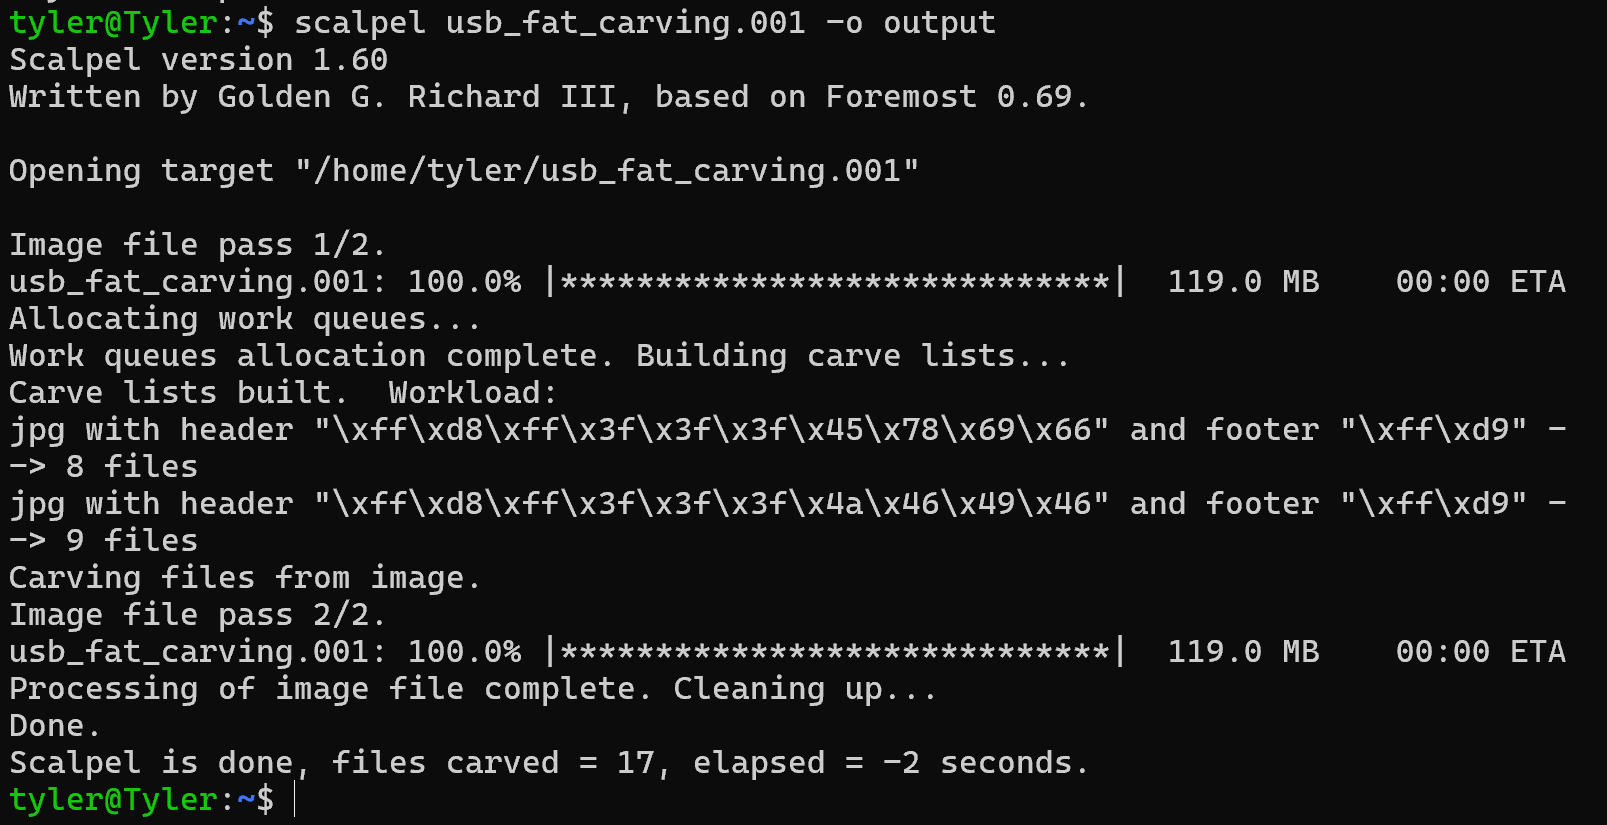 tyler@Tyler:~$ scalpel usb_fat_carving.001 -o output
Scalpel version 1.60
Written by Golden G. Richard III, based on Foremost 0.69.
Opening target "/home/tyler/usb_fat_carving.001"
Image file pass 1/2.
usb_fat_carving.001: 100.0% |*****************************|  119.0 MB    00:00 ETA
Allocating work queues...
Work queues allocation complete. Building carve lists...
Carve lists built.  Workload:
jpg with header "\xff\xd8\xff\x3f\x3f\x3f\x45\x78\x69\x66" and footer "\xff\xd9" -
-> 8 files
jpg with header "\xff\xd8\xff\x3f\x3f\x3f\x4a\x46\x49\x46" and footer "\xff\xd9" -
-> 9 files
Carving files from image.
Image file pass 2/2.
usb_fat_carving.001: 100.0% |*****************************|  119.0 MB    00:00 ETA
Processing of image file complete. Cleaning up...
Done.
Scalpel is done, files carved = 17, elapsed = -2 seconds.
tyler@Tyler:~$